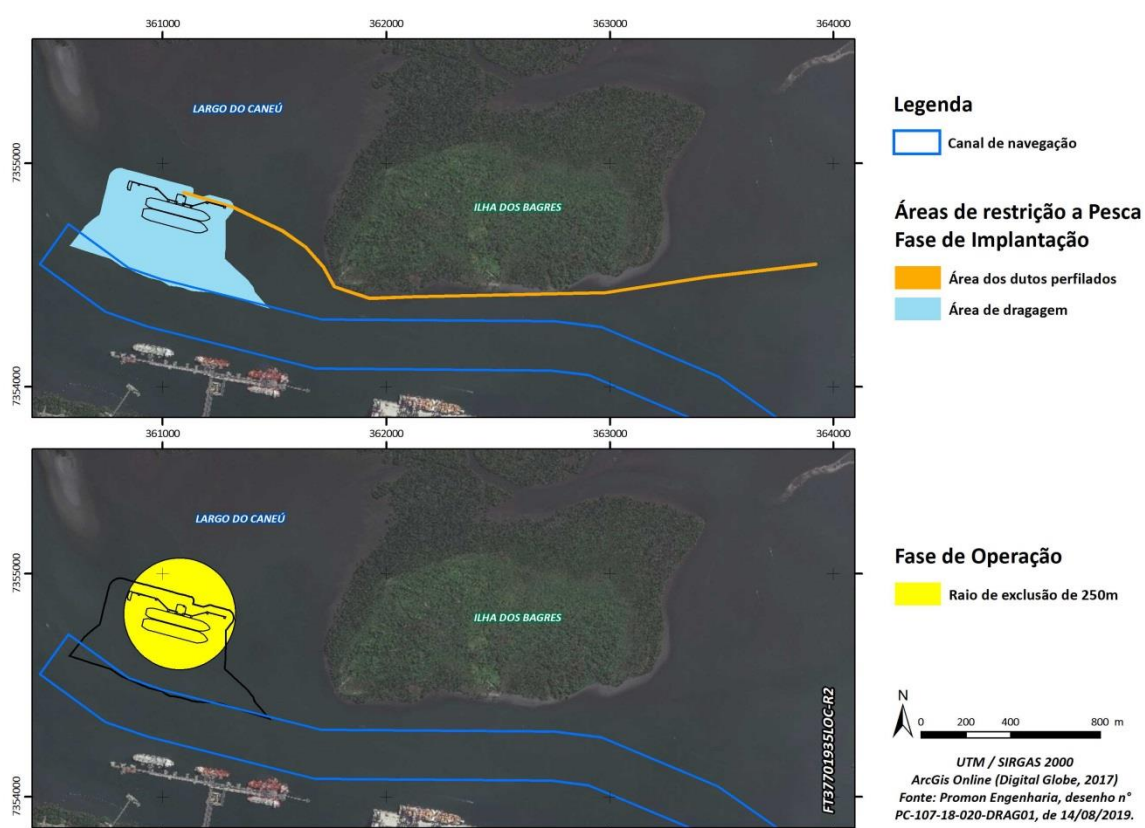 361000 362000 363000 364000
7355000
7354000
LARGO DO CANEÚ
ILHA DOS BAGRES
361000 362000 363000 364000
7355000
7354000
LARGO DO CANEÚ
ILHA DOS BAGRES
FT37701935LOC-R2
Legenda
Canal de navegação
Áreas de restrição a Pesca
Fase de Implantação
Área dos dutos perfilados
Área de dragagem
Fase de Operação
Raio de exclusão de 250m
N
0 200 400 800 m
UTM / SIRGAS 2000
ArcGis Online (Digital Globe, 2017)
Fonte: Promon Engenharia, desenho n°
PC-107-18-020-DRAG01, de 14/08/2019.